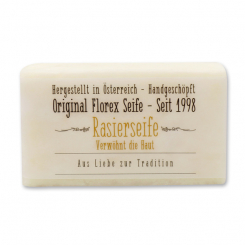 Hergestellt in Österreich - Handgeschöpft
Original Florex Seife - Seit 1998
Rasierseife
Verwöhnt die Haut
Aus Liebe zur Tradition